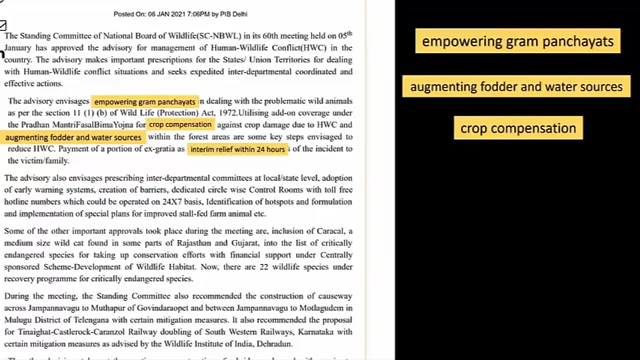 Posted On: 06 JAN 2021 7:06PM by PIB Delhi
The Standing Committee of National Board of Wildlife(SC-NBWL) in its 60th meeting held on 05th
January has approved the advisory for management of Human-Wildlife Conflict(HWC) in the
country. The advisory makes important prescriptions for the States/ Union Territories for dealing
with Human-Wildlife conflict situations and seeks expedited inter-departmental coordinated and
effective actions.
The advisory envisages empowering gram panchayats n dealing with the problematic wild animals
as per the section 11 (1) (b) of Wild Life (Protection) Act, 1972.Utilising add-on coverage under
the Pradhan MantriFasalBimaYojna for crop compensation against crop damage due to HWC and
augmenting fodder and water sources within the forest areas are some key steps envisaged to
reduce HWC. Payment of a portion of ex-gratia as interim relief within 24 hours s of the incident to
the victim/family.
The advisory also envisages prescribing inter-departmental committees at local/state level, adoption
of early warning systems, creation of barriers, dedicated circle wise Control Rooms with toll free
hotline numbers which could be operated on 24X7 basis, Identification of hotspots and formulation
and implementation of special plans for improved stall-fed farm animal etc.
Some of the other important approvals took place during the meeting are, inclusion of Caracal, a
medium size wild cat found in some parts of Rajasthan and Gujarat, into the list of critically
endangered species for taking up conservation efforts with financial support under Centrally
sponsored Scheme-Development of Wildlife Habitat. Now, there are 22 wildlife species under
recovery programme for critically endangered species.
During the meeting, the Standing Committee also recommended the construction of causeway
across Jampannavagu to Muthapur of Govindaraopet and between Jampannavagu to Motlagudem in
Mulugu District of Telangana with certain mitigation measures. It also recommended the proposal
for Tinaighat-Castlerock-Caranzol Railway doubling of South Western Railways, Karnataka with
certain mitigation measures as advised by the Wildlife Institute of India, Dehradun.
empowering gram panchayats
augmenting fodder and water sources
crop compensation